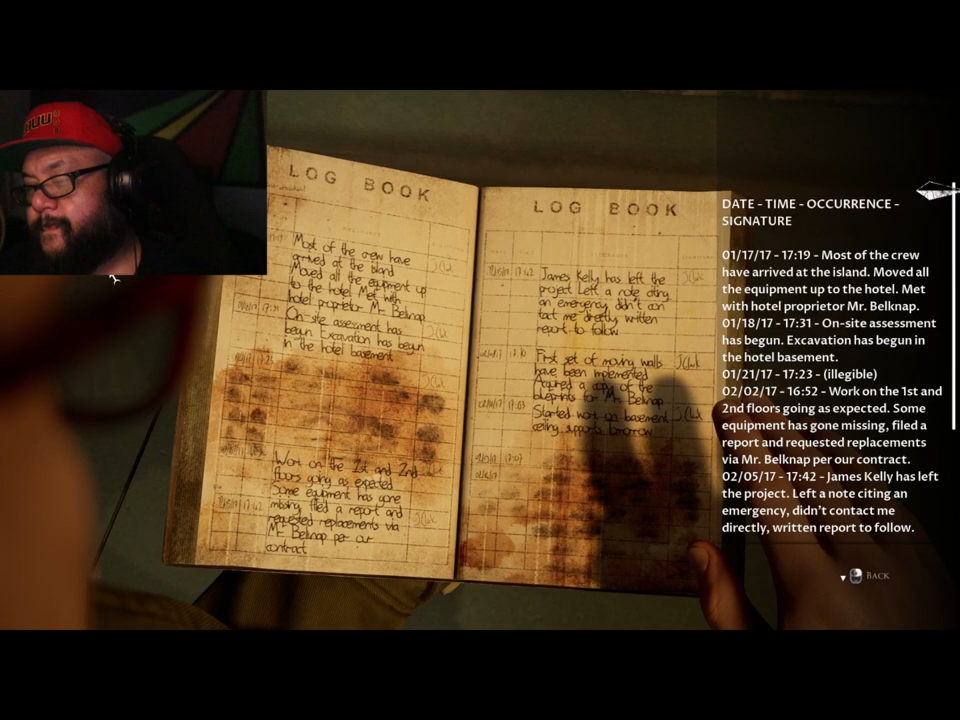 LOG BOOK
Most of the crew have
arrived at the island
Moved all the equipment up
to the hotel Met with
hotel proprietor Mr Belknap
On-site assessment has
begun Excavation has begun
in the hotel basement
Work on the 1st and 2nd
floors going as expected
Some equipment has gone
missing, filed a report and
requested replacements via
Mr Belknap per our
contract
LOG BOOK
James Kelly has left the
project Left a note citing
an emergency, didn't con
tact me directly, written
report to follow
First set of moving walls
have been implemented
Aquired a copy of the
blueprints for Mr Belknap
Started work on basement
ceiling supports tomorrow
DATE - TIME - OCCURRENCE -
SIGNATURE
01/17/17 - 17:19 - Most of the crew
have arrived at the island. Moved all
the equipment up to the hotel. Met
with hotel proprietor Mr. Belknap.
01/18/17 - 17:31 - On-site assessment
has begun. Excavation has begun in
the hotel basement.
01/21/17 - 17:23 - (illegible)
02/02/17 - 16:52 - Work on the 1st and
2nd floors going as expected. Some
equipment has gone missing, filed a
report and requested replacements
via Mr. Belknap per our contract.
02/05/17 - 17:42 - James Kelly has left
the project. Left a note citing an
emergency, didn't contact me
directly, written report to follow.
BACK